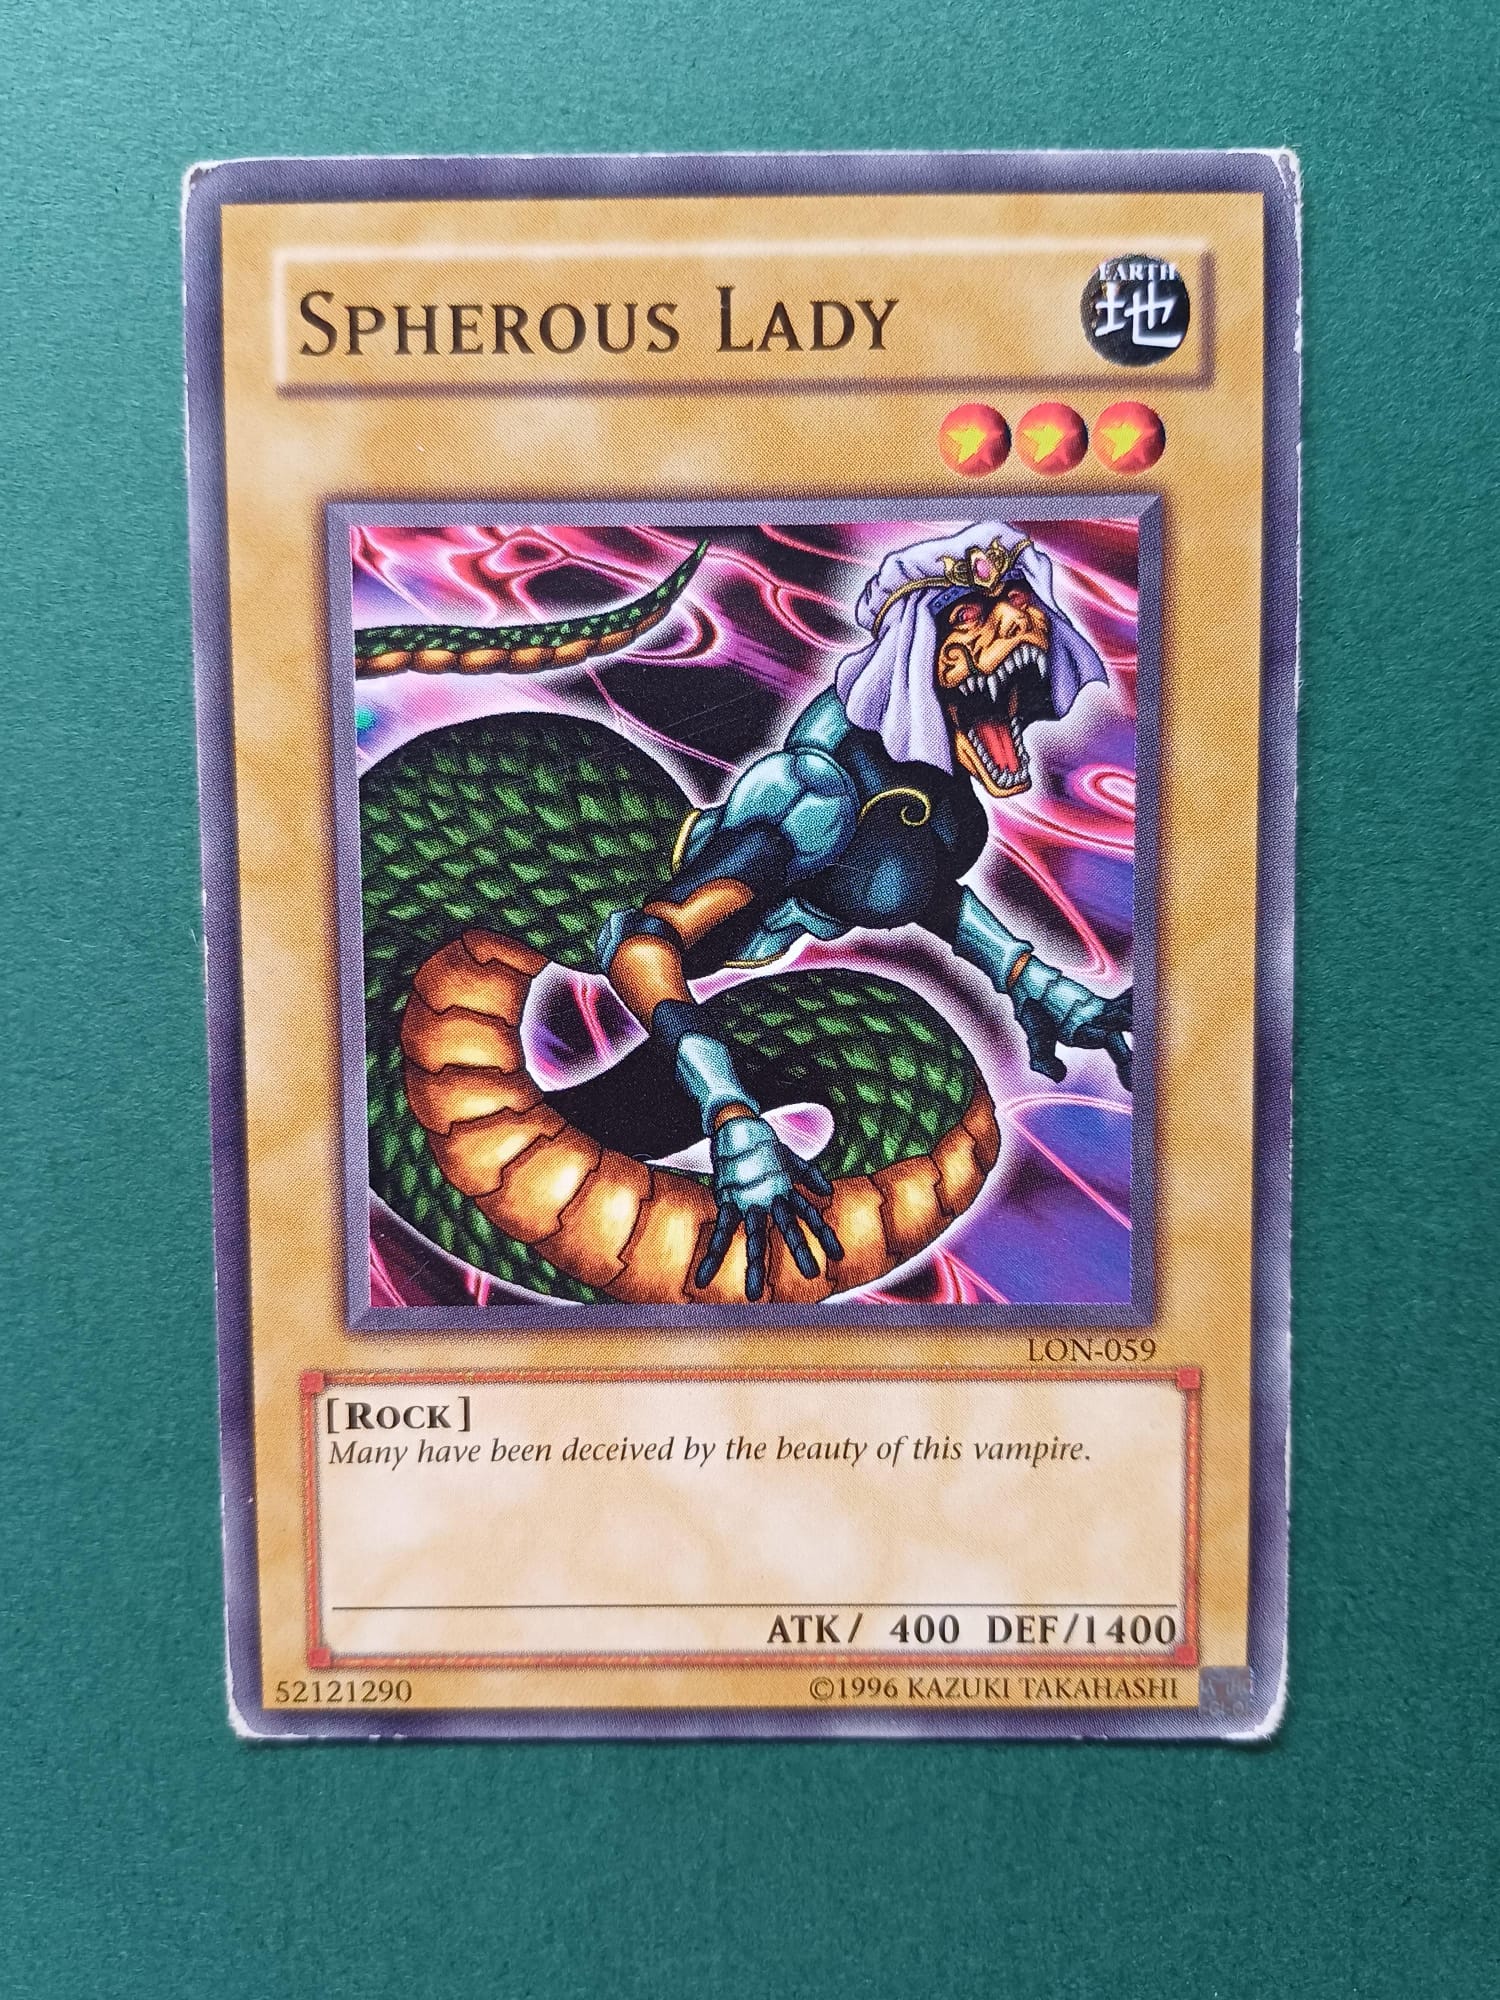 SPHEROUS LADY
EARTH
地
LON-059
[ROCK]
Many have been deceived by the beauty of this vampire.
ATK/ 400 DEF/1400
52121290
©1996 KAZUKI TAKAHASHI